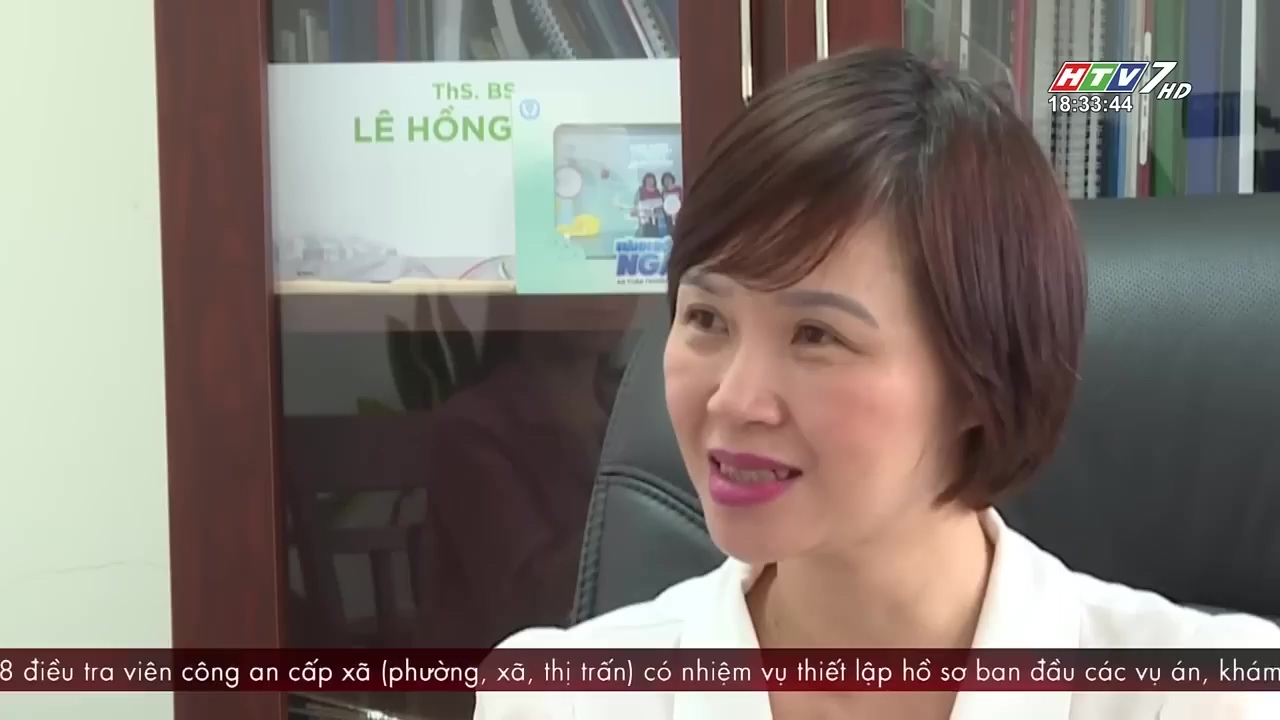 HTV7 HD
18:33:44
ThS. BS
LÊ HỒNG
NGA
8 điều tra viên công an cấp xã (phường, xã, thị trấn) có nhiệm vụ thiết lập hồ sơ ban đầu các vụ án, khám